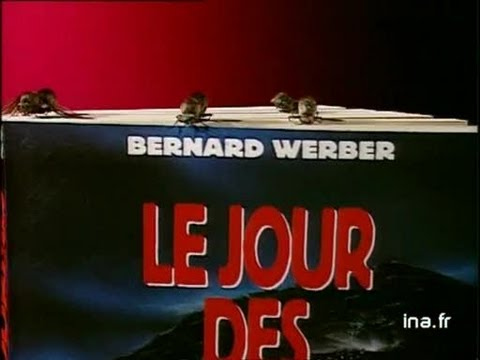 BERNARD WERBER
LE JOUR
DES
ina.fr